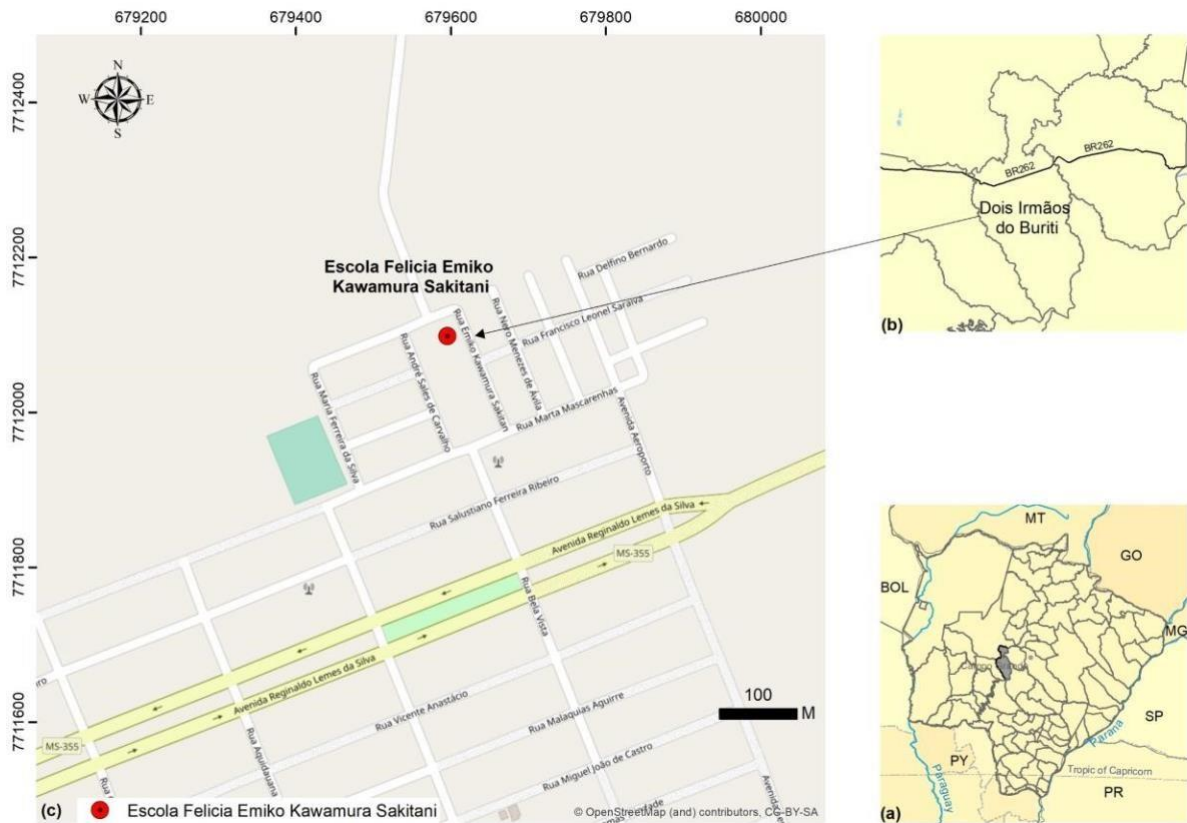 679200
679400
679600
679800
680000
7712400
7712200
7712000
7711800
7711600
N
W
E
S
Escola Felicia Emiko
Kawamura Sakitani
Rua Delfino Bernardo
Rua Francisco Leonel Saraiva
Rua Nero Menezes de Ávila
Rua Emiko Kawamura Sakitan
Rua André Sales de Carvalho
Rua Maria Ferreira da Silva
Rua Marta Mascarenhas
Avenida Aeroporto
Rua Salustiano Ferreira Ribeiro
Avenida Reginaldo Lemes da Silva
MS-355
Rua Bela Vista
Avenida Reginaldo Lemes da Silva
MS-355
Rua Vicente Anastácio
Rua Malaquias Aguirre
Rua Miguel João de Castro
Rua Aquidauana
100
M
(c)
Escola Felicia Emiko Kawamura Sakitani
© OpenStreetMap (and) contributors, CC-BY-SA
BR262
BR262
Dois Irmãos
do Buriti
(b)
MT
GO
BOL
MG
SP
Parana
PY
Paraguay
Tropic of Capricorn
PR
(a)